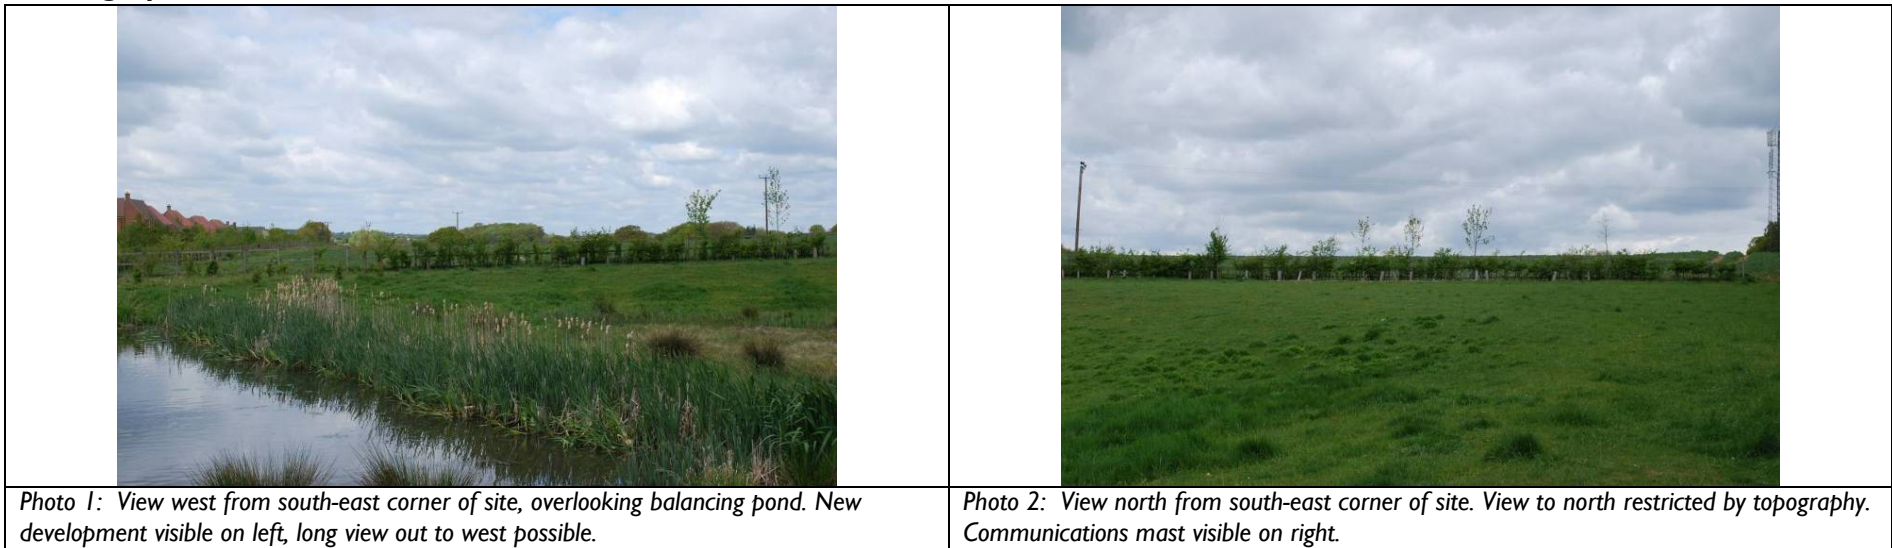 Photo 1: View west from south-east corner of site, overlooking balancing pond. New
development visible on left, long view out to west possible.
Photo 2: View north from south-east corner of site. View to north restricted by topography.
Communications mast visible on right.